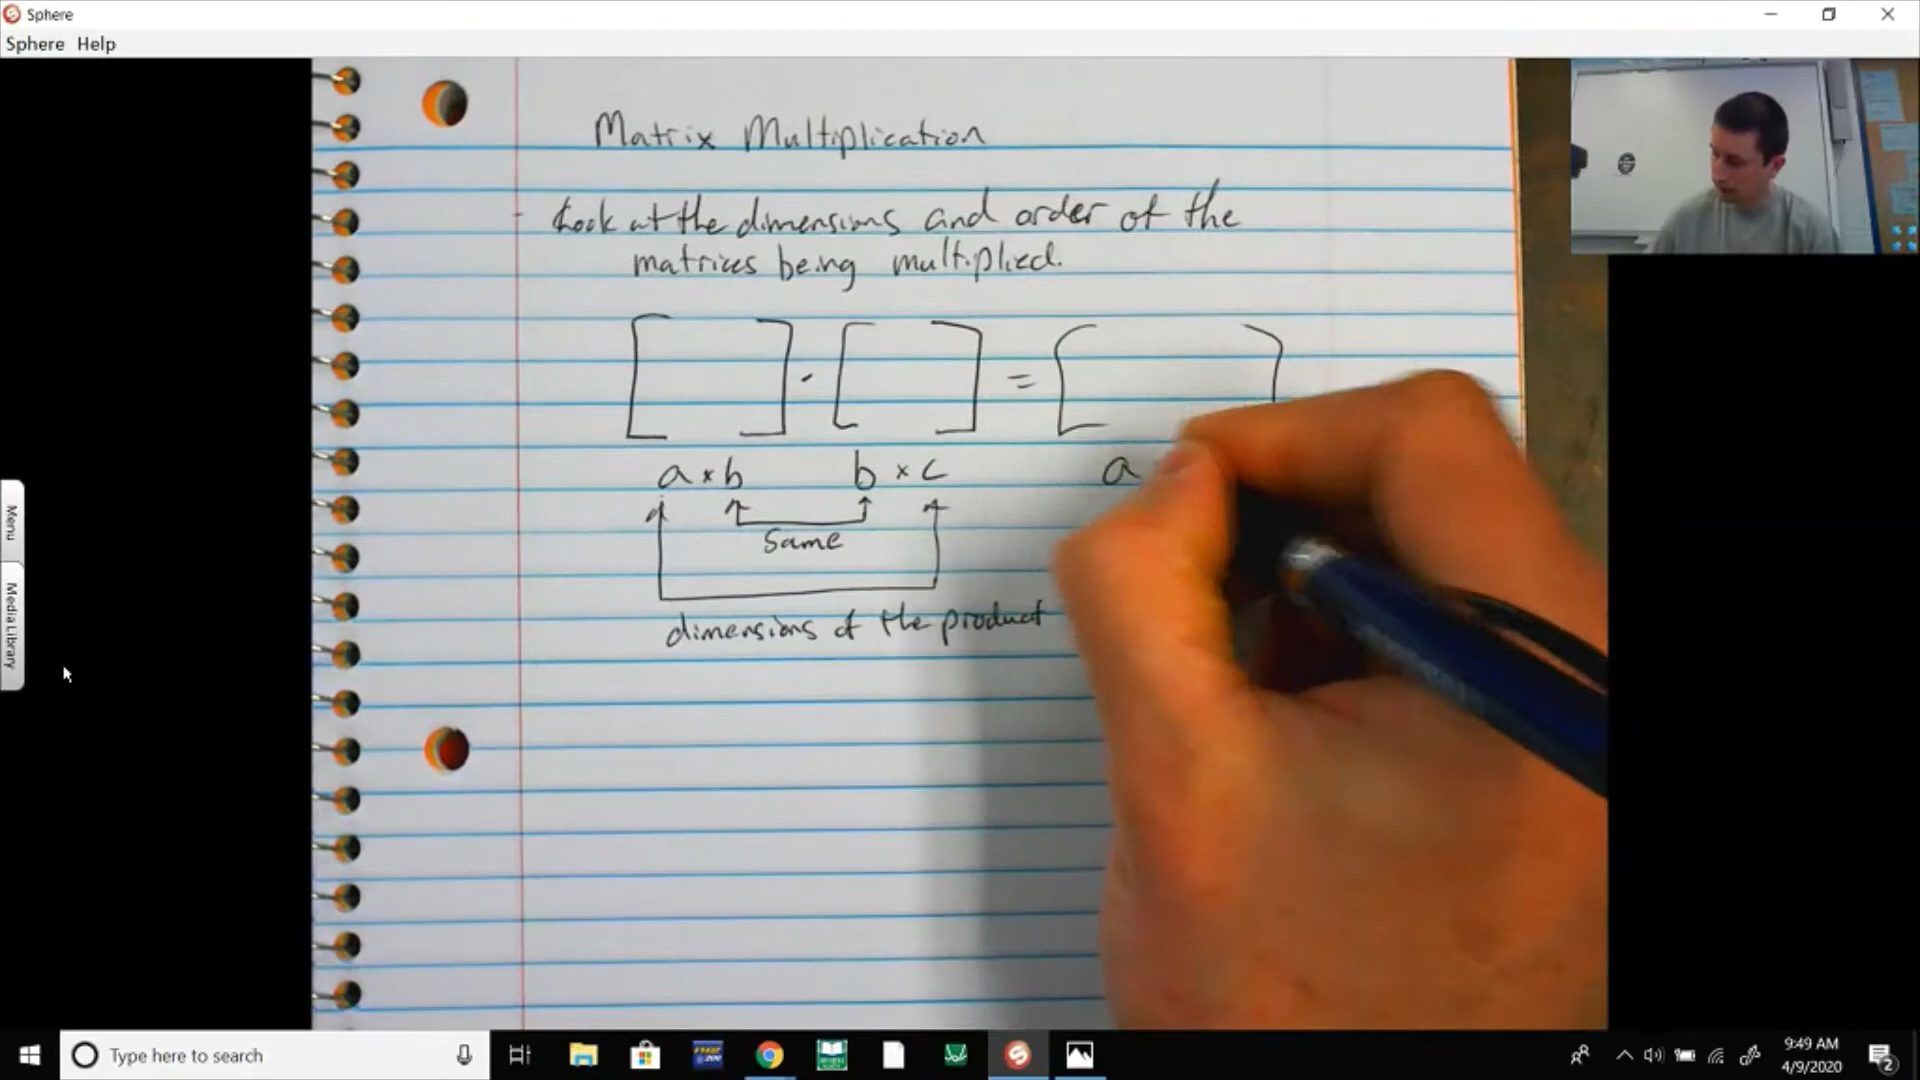 Sphere
Sphere Help
Matrix Multiplication
- Look at the dimensions and order of the
matrices being multiplied.
[ ] · [ ] = [ ]
a × b b × c a
Same
dimensions of the product
Menu
Media Library
Type here to search
9:49 AM
4/9/2020
2